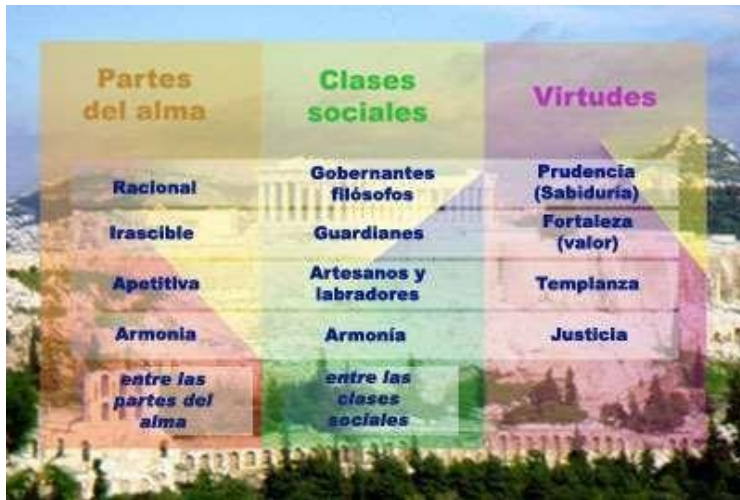 Partes
del alma
Clases
sociales
Virtudes
Racional
Gobernantes
filósofos
Prudencia
(Sabiduría)
Irascible
Guardianes
Fortaleza
(valor)
Apetitiva
Artesanos y
labradores
Templanza
Armonia
Armonía
Justicia
entre las
partes del
alma
entre las
clases
sociales